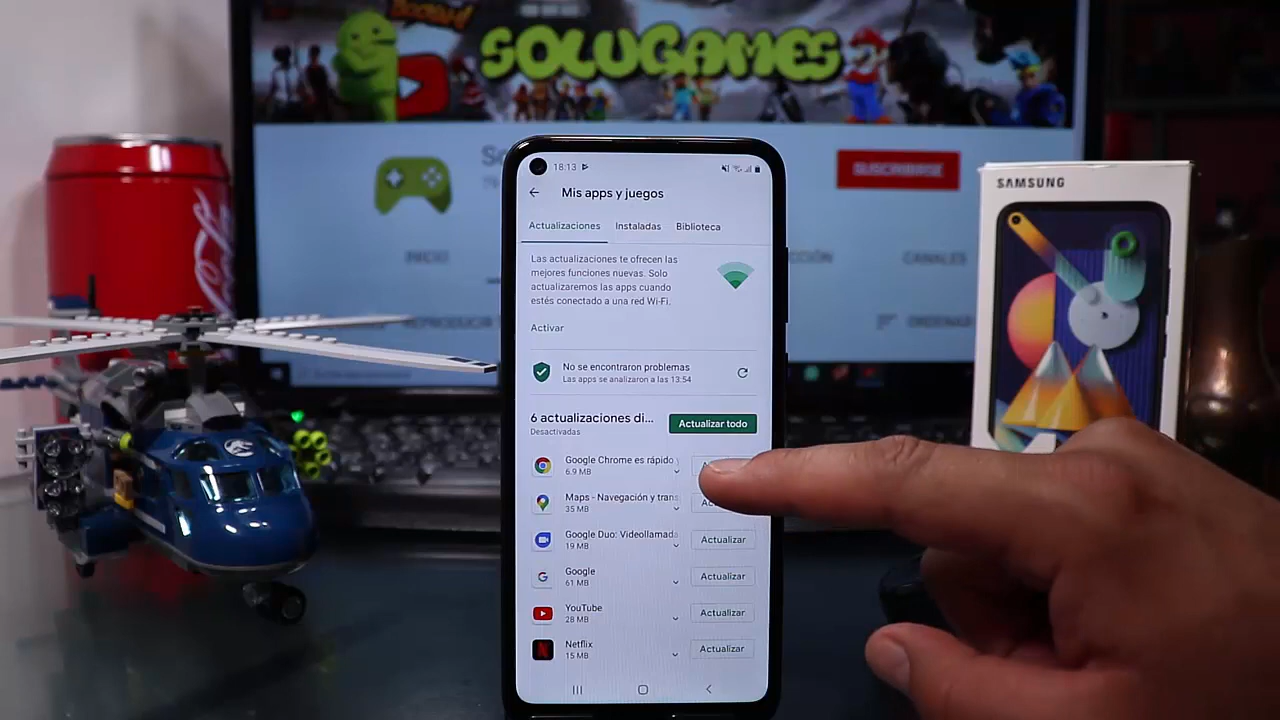 SOLUGAMES
SUSCRIBIRSE
INICIO
CANALES
ORDENAR
SAMSUNG
18:13
Mis apps y juegos
Actualizaciones
Instaladas
Biblioteca
Las actualizaciones te ofrecen las
mejores funciones nuevas. Solo
actualizaremos las apps cuando
estés conectado a una red Wi-Fi.
Activar
No se encontraron problemas
Las apps se analizaron a las 13:54
6 actualizaciones di...
Actualizar todo
Desactivadas
Google Chrome es rápido y
6.9 MB
Maps - Navegación y trans
35 MB
Google Duo: Videollamada
19 MB
Actualizar
Google
61 MB
Actualizar
YouTube
28 MB
Actualizar
Netflix
15 MB
Actualizar